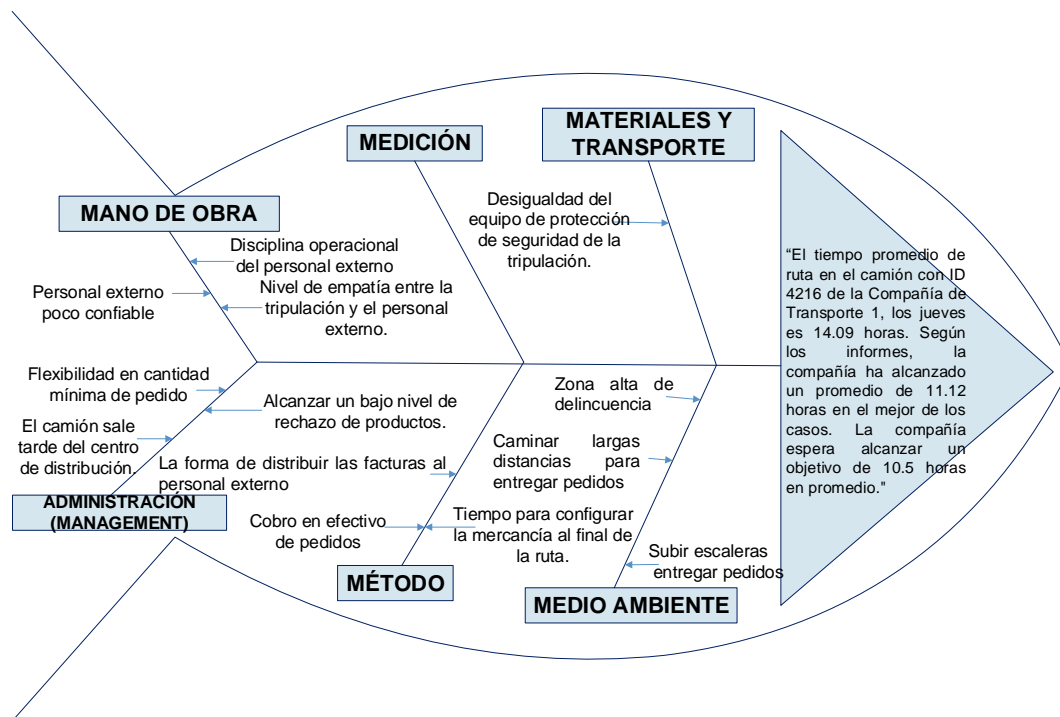 MATERIALES Y
TRANSPORTE
MEDICIÓN
MANO DE OBRA
Desigualdad del
equipo de protección
de seguridad de la
tripulación.
Disciplina operacional
del personal externo
Nivel de empatía entre la
tripulación y el personal
externo.
Personal externo
poco confiable
“El tiempo promedio de
ruta en el camión con ID
4216 de la Compañía de
Transporte 1, los jueves
es 14.09 horas. Según
los informes, la
compañía ha alcanzado
un promedio de 11.12
horas en el mejor de los
casos. La compañía
espera alcanzar un
objetivo de 10.5 horas
en promedio."
Flexibilidad en cantidad
mínima de pedido
Alcanzar un bajo nivel de
rechazo de productos.
El camión sale
tarde del centro
de distribución.
ADMINISTRACIÓN
(MANAGEMENT)
La forma de distribuir las facturas al
personal externo
Cobro en efectivo
de pedidos
Tiempo para configurar
la mercancía al final de
la ruta.
MÉTODO
Zona alta de
delincuencia
Caminar largas
distancias para
entregar pedidos
Subir escaleras
entregar pedidos
MEDIO AMBIENTE